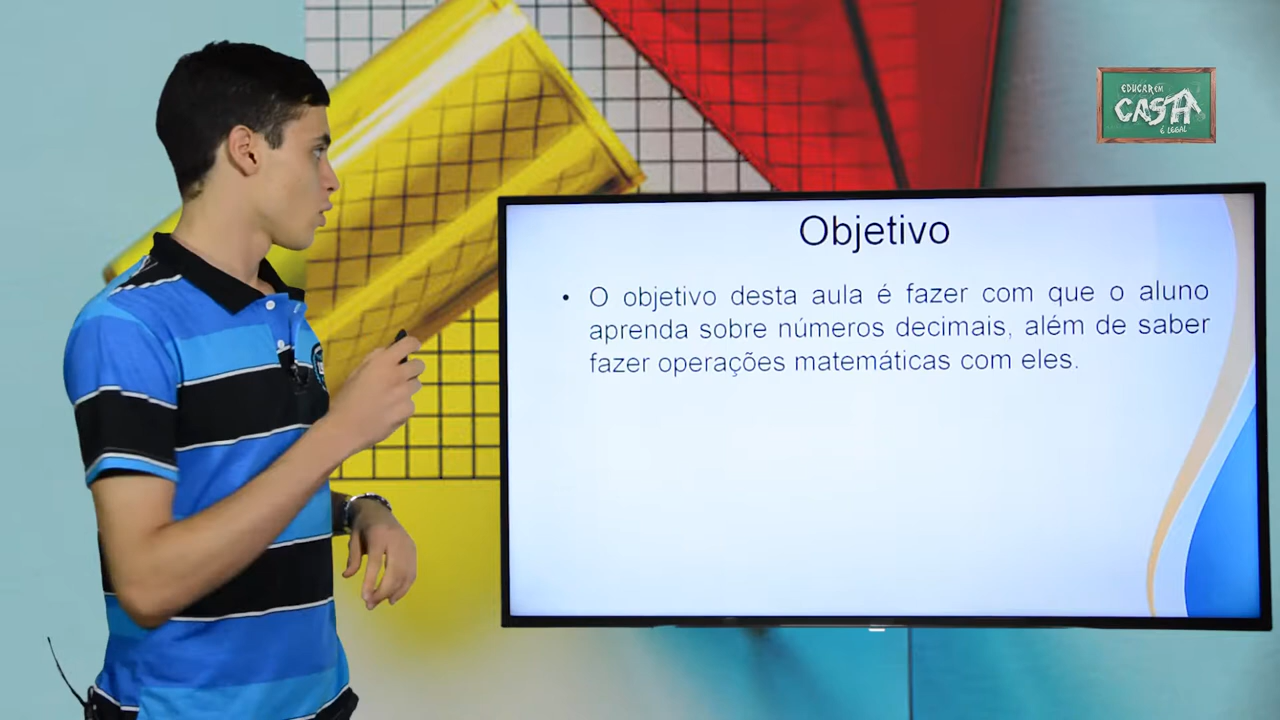 EDUCAR EM
CASA
É LEGAL
Objetivo
• O objetivo desta aula é fazer com que o aluno
aprenda sobre números decimais, além de saber
fazer operações matemáticas com eles.